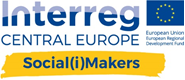 Interreg
CENTRAL EUROPE
European Union
European Regional
Development Fund
Social(i)Makers